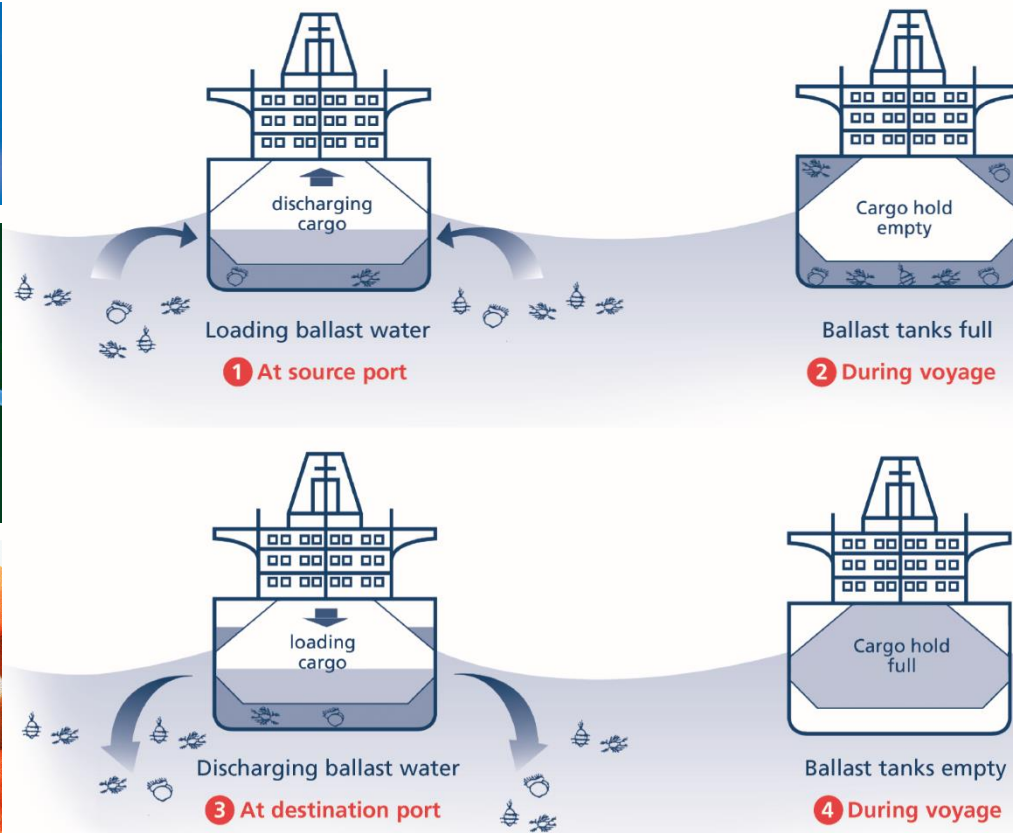 discharging
cargo
Loading ballast water
1 At source port
Cargo hold
empty
Ballast tanks full
2 During voyage
loading
cargo
Discharging ballast water
3 At destination port
Cargo hold
full
Ballast tanks empty
4 During voyage